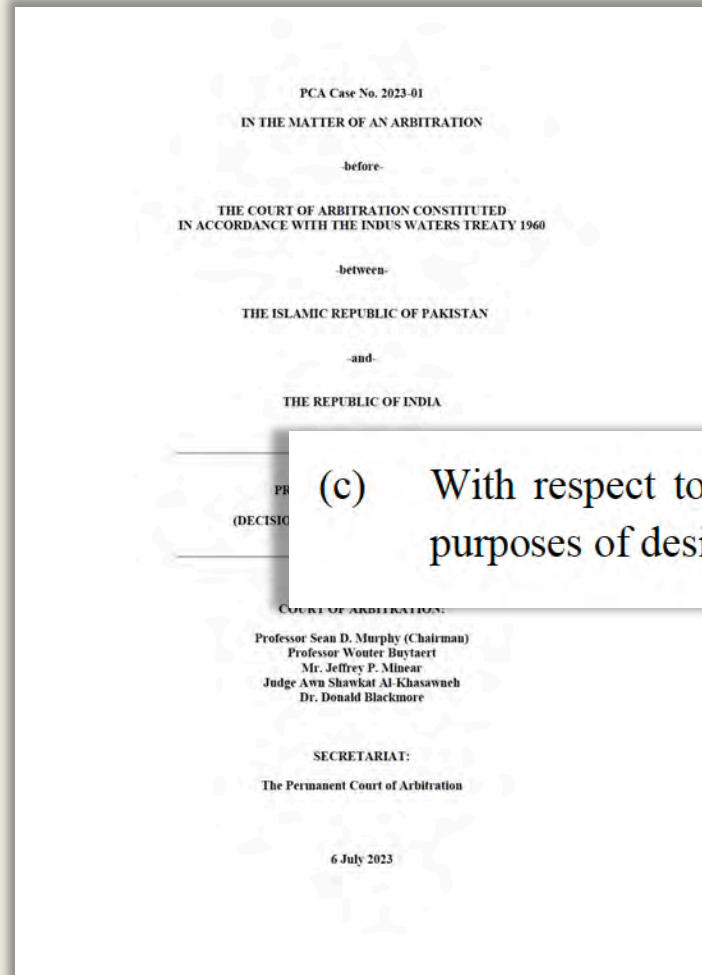 PCA Case No. 2023-01
IN THE MATTER OF AN ARBITRATION
-before-
THE COURT OF ARBITRATION CONSTITUTED
IN ACCORDANCE WITH THE INDUS WATERS TREATY 1960
-between-
THE ISLAMIC REPUBLIC OF PAKISTAN
-and-
THE REPUBLIC OF INDIA
(c) With respect to
purposes of
COURT OF ARBITRATION:
Professor Sean D. Murphy (Chairman)
Professor Wouter Buytaert
Mr. Jeffrey P. Minear
Judge Awn Shawkat Al-Khasawneh
Dr. Donald Blackmore
SECRETARIAT:
The Permanent Court of Arbitration
6 July 2023